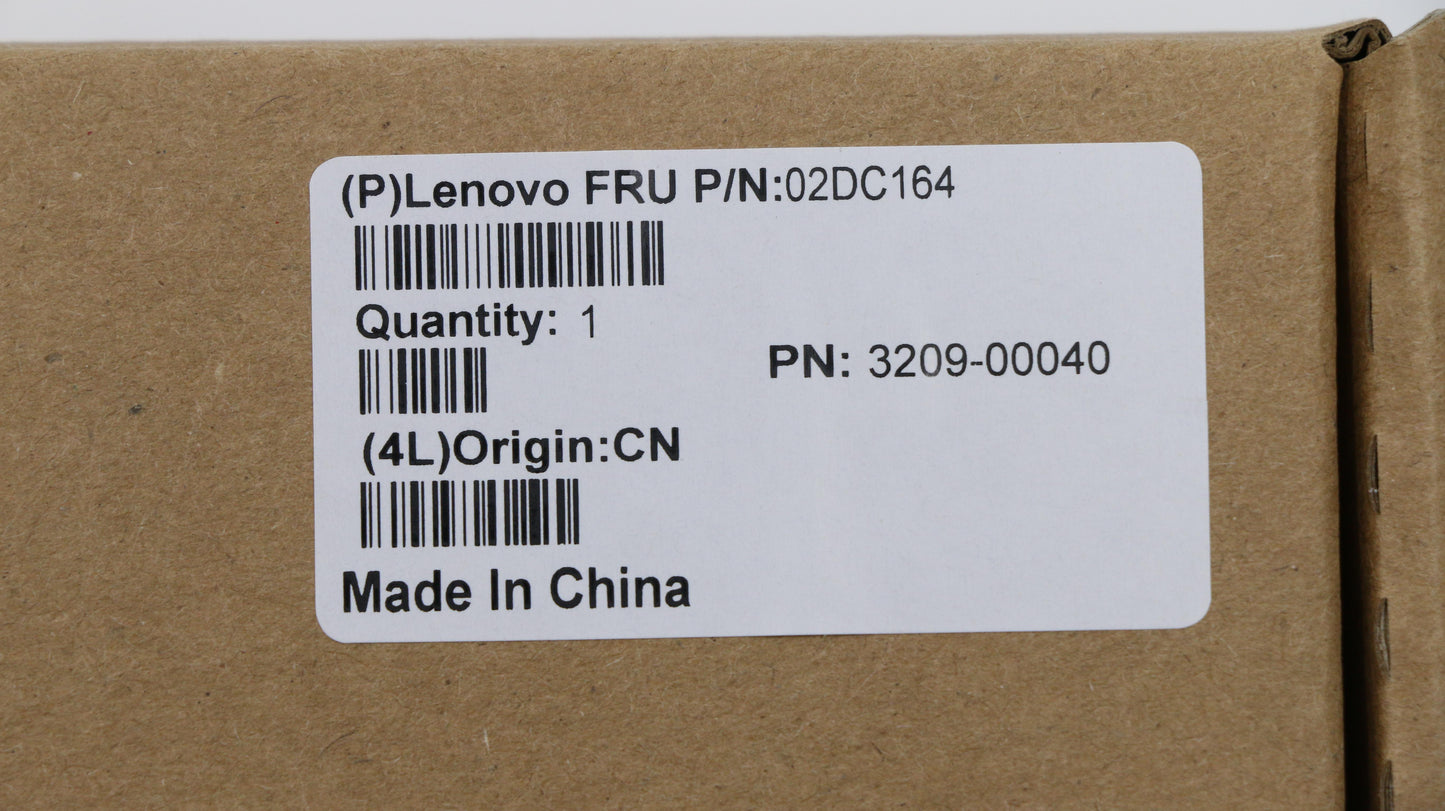 (P)Lenovo FRU P/N:02DC164
Quantity: 1
PN: 3209-00040
(4L)Origin:CN
Made In China